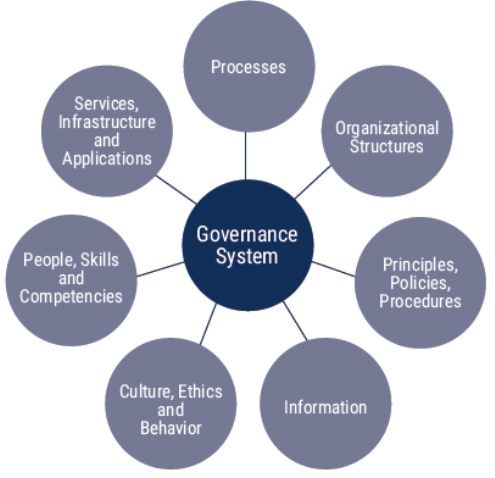 Processes
Organizational
Structures
Principles,
Policies,
Procedures
Information
Culture, Ethics
and
Behavior
People, Skills
and
Competencies
Services,
Infrastructure
and
Applications
Governance
System